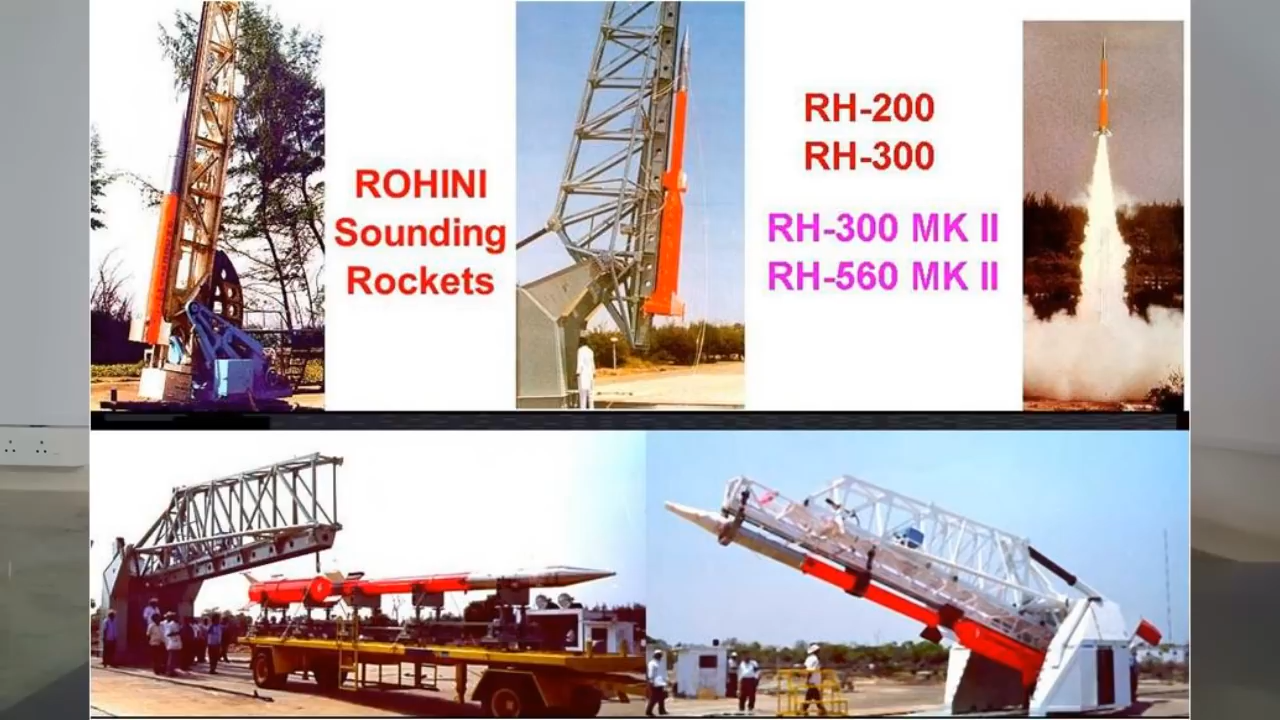 ROHINI
Sounding
Rockets
RH-200
RH-300
RH-300 MK II
RH-560 MK II